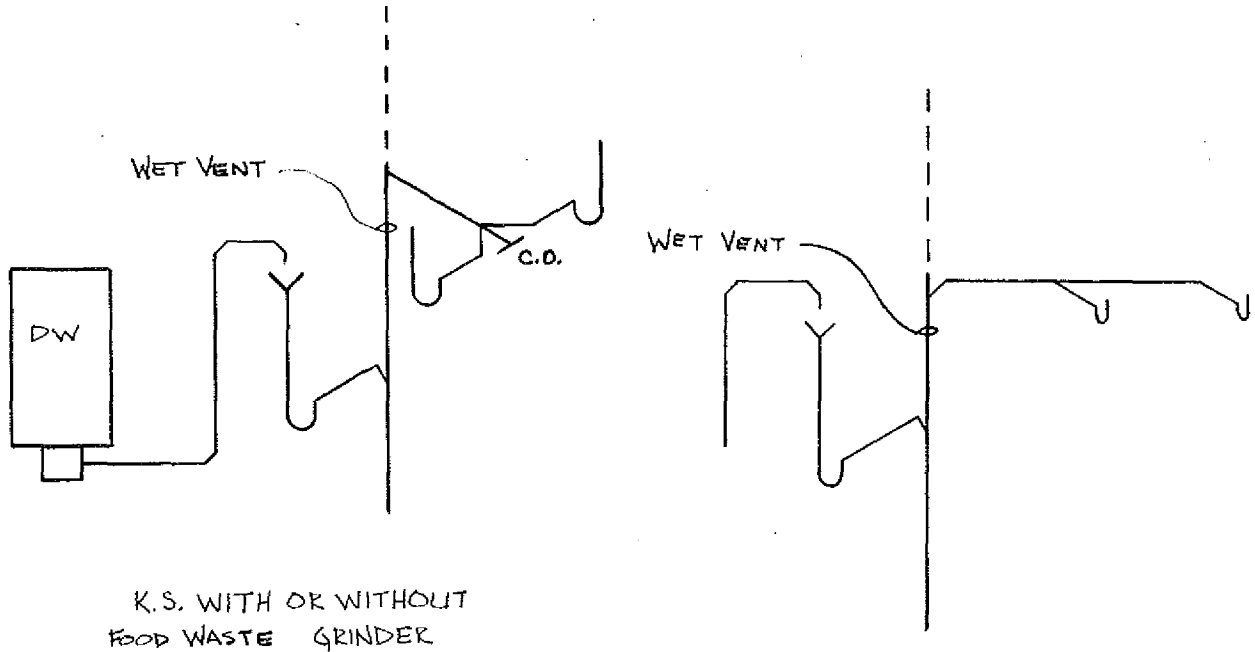 WET VENT
C.O.
DW
WET VENT
K.S. WITH OR WITHOUT
FOOD WASTE GRINDER